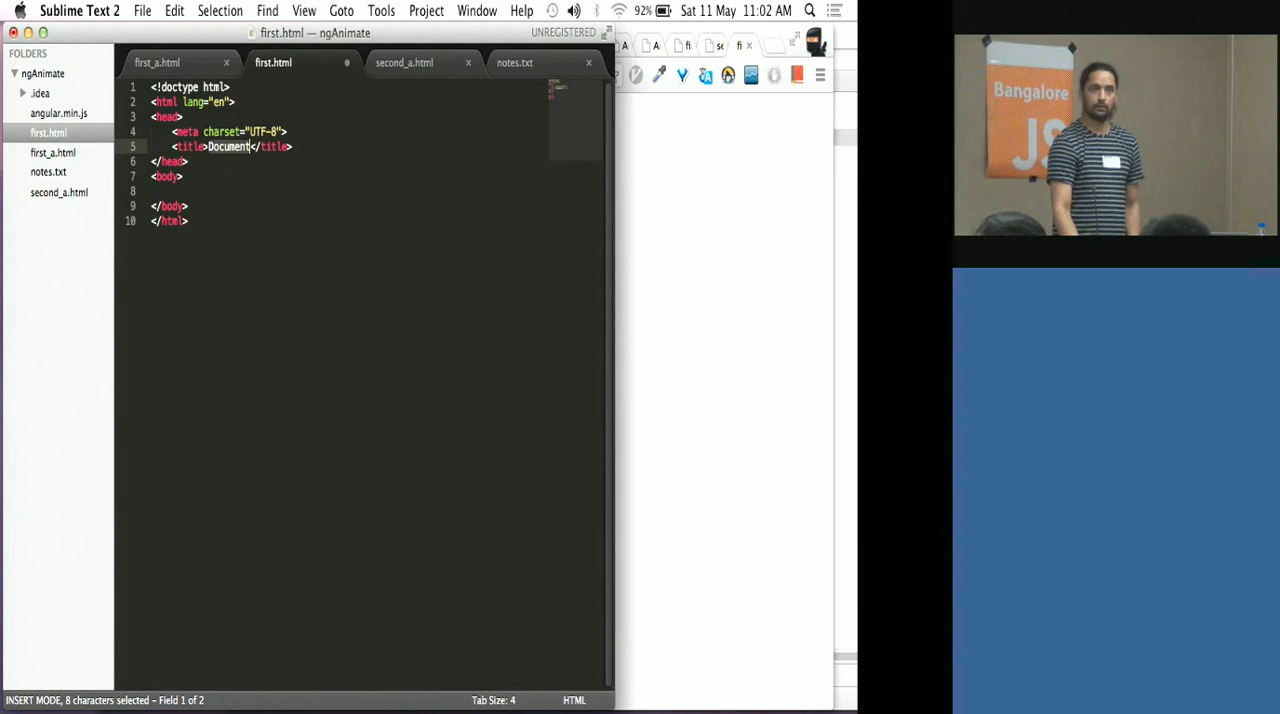 Sublime Text 2 File Edit Selection Find View Goto Tools Project Window Help 92% Sat 11 May 11:02 AM
first.html — ngAnimate UNREGISTERED
FOLDERS
ngAnimate
.idea
angular.min.js
first.html
first_a.html
notes.txt
second_a.html
first_a.html x first.html second_a.html x notes.txt x
1 <!doctype html>
2 <html lang="en">
3 <head>
4 <meta charset="UTF-8">
5 <title>Document</title>
6 </head>
7 <body>
8
9 </body>
10 </html>
fi x
INSERT MODE, 8 characters selected – Field 1 of 2 Tab Size: 4 HTML
Bangalore
JS